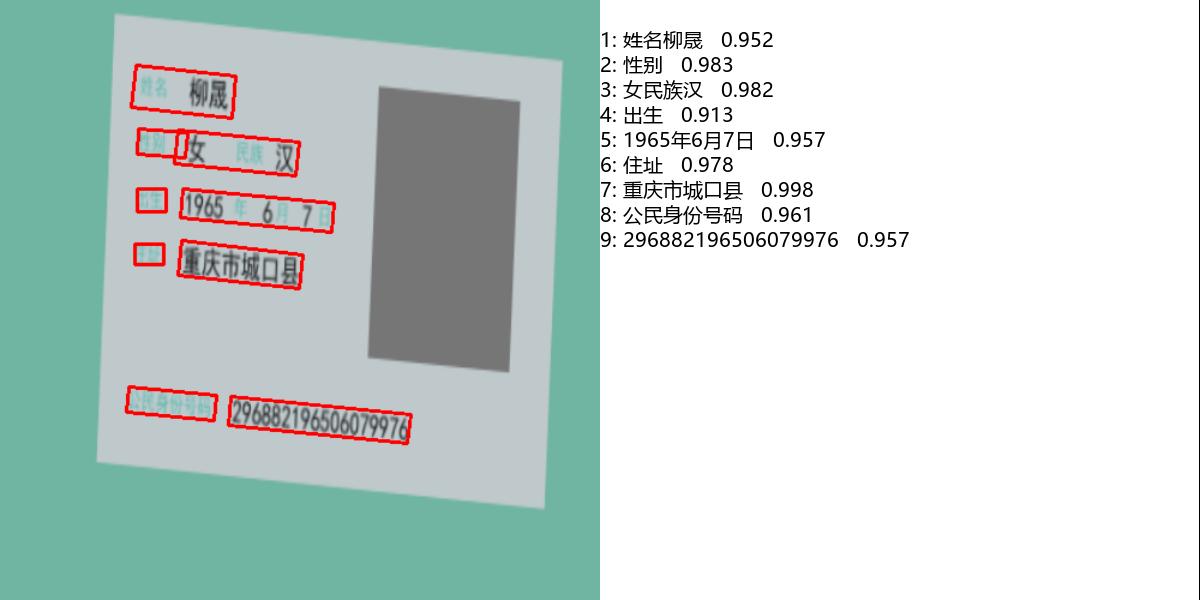 姓名 柳晟
性别 女 民族 汉
出生 1965 年 6 月 7 日
住址 重庆市城口县
公民身份号码 296882196506079976
1: 姓名柳晟 0.952
2: 性别 0.983
3: 女民族汉 0.982
4: 出生 0.913
5: 1965年6月7日 0.957
6: 住址 0.978
7: 重庆市城口县 0.998
8: 公民身份号码 0.961
9: 296882196506079976 0.957